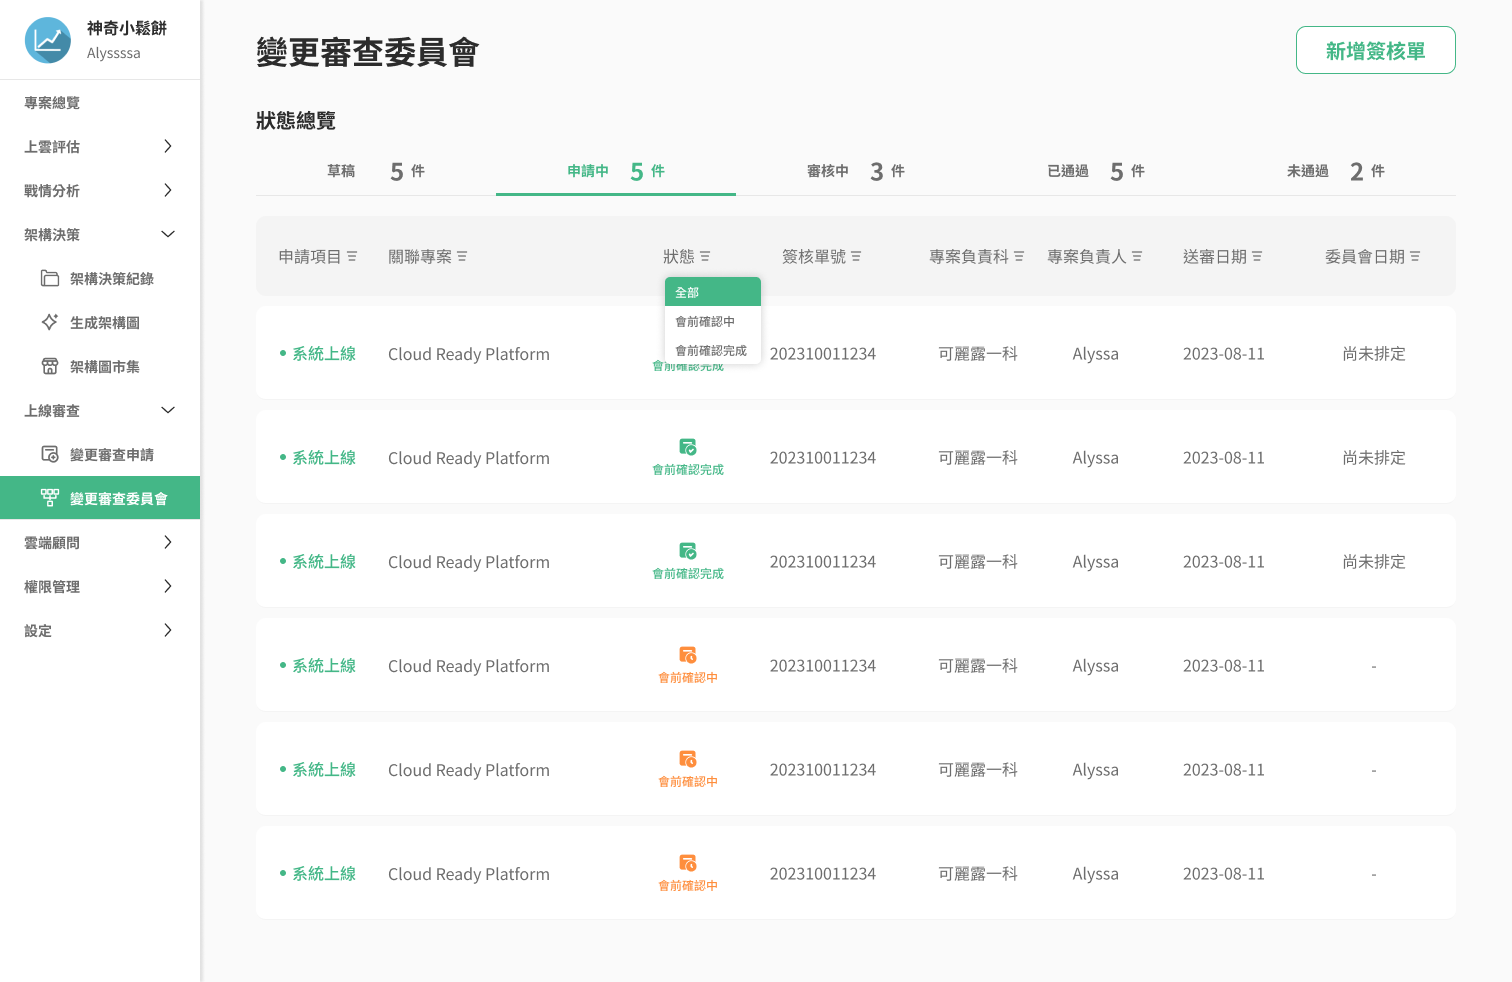 神奇小鬆餅
Alyssssa
專案總覽
上雲評估
戰情分析
架構決策
架構決策紀錄
生成架構圖
架構圖市集
上線審查
變更審查申請
變更審查委員會
雲端顧問
權限管理
設定
變更審查委員會
新增簽核單
狀態總覽
草稿 5 件
申請中 5 件
審核中 3 件
已通過 5 件
未通過 2 件
申請項目 關聯專案 狀態 簽核單號 專案負責科 專案負責人 送審日期 委員會日期
全部
會前確認中
會前確認完成
系統上線 Cloud Ready Platform 會前確認完成 202310011234 可麗露一科 Alyssa 2023-08-11 尚未排定
系統上線 Cloud Ready Platform 會前確認完成 202310011234 可麗露一科 Alyssa 2023-08-11 尚未排定
系統上線 Cloud Ready Platform 會前確認完成 202310011234 可麗露一科 Alyssa 2023-08-11 尚未排定
系統上線 Cloud Ready Platform 會前確認中 202310011234 可麗露一科 Alyssa 2023-08-11 -
系統上線 Cloud Ready Platform 會前確認中 202310011234 可麗露一科 Alyssa 2023-08-11 -
系統上線 Cloud Ready Platform 會前確認中 202310011234 可麗露一科 Alyssa 2023-08-11 -